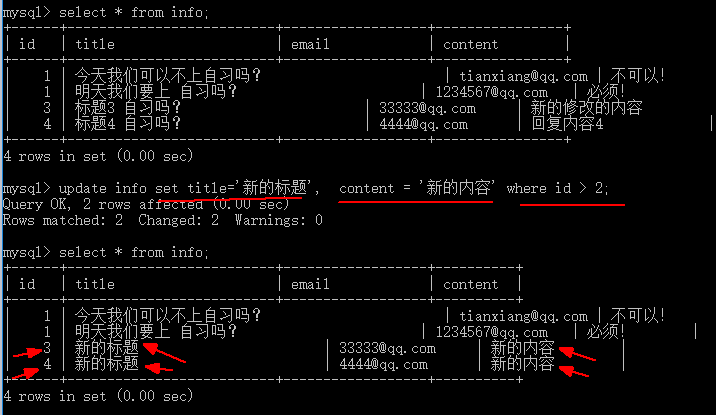 mysql> select * from info;
+------+------------------------+-----------------+-----------------+
| id | title | email | content |
+------+------------------------+-----------------+-----------------+
| 1 | 今天我们可以不上自习吗? | tianxiang@qq.com | 不可以! |
| 1 | 明天我们要上 自习吗? | 1234567@qq.com | 必须! |
| 3 | 标题3 自习吗? | 33333@qq.com | 新的修改的内容
| 4 | 标题4 自习吗? | 4444@qq.com | 回复内容4 |
+------+------------------------+-----------------+-----------------+
4 rows in set (0.00 sec)
mysql> update info set title='新的标题', content = '新的内容' where id > 2;
Query OK, 2 rows affected (0.00 sec)
Rows matched: 2 Changed: 2 Warnings: 0
mysql> select * from info;
+------+------------------------+-----------------+----------+
| id | title | email | content |
+------+------------------------+-----------------+----------+
| 1 | 今天我们可以不上自习吗? | tianxiang@qq.com | 不可以!
| 1 | 明天我们要上 自习吗? | 1234567@qq.com | 必须! |
| 3 | 新的标题 | 33333@qq.com | 新的内容 |
| 4 | 新的标题 | 4444@qq.com | 新的内容
+------+------------------------+-----------------+----------+
4 rows in set (0.00 sec)